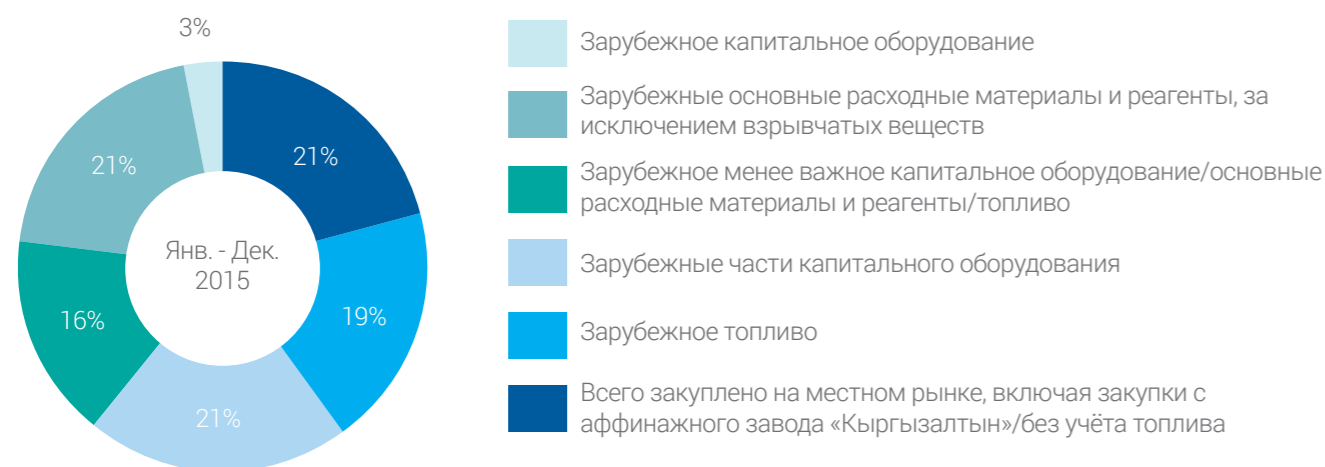 3%
21%
21%
19%
21%
16%
Янв. - Дек.
2015
Зарубежное капитальное оборудование
Зарубежные основные расходные материалы и реагенты, за
исключением взрывчатых веществ
Зарубежное менее важное капитальное оборудование/основные
расходные материалы и реагенты/топливо
Зарубежные части капитального оборудования
Зарубежное топливо
Всего закуплено на местном рынке, включая закупки с
аффинажного завода «Кыргызалтын»/без учёта топлива